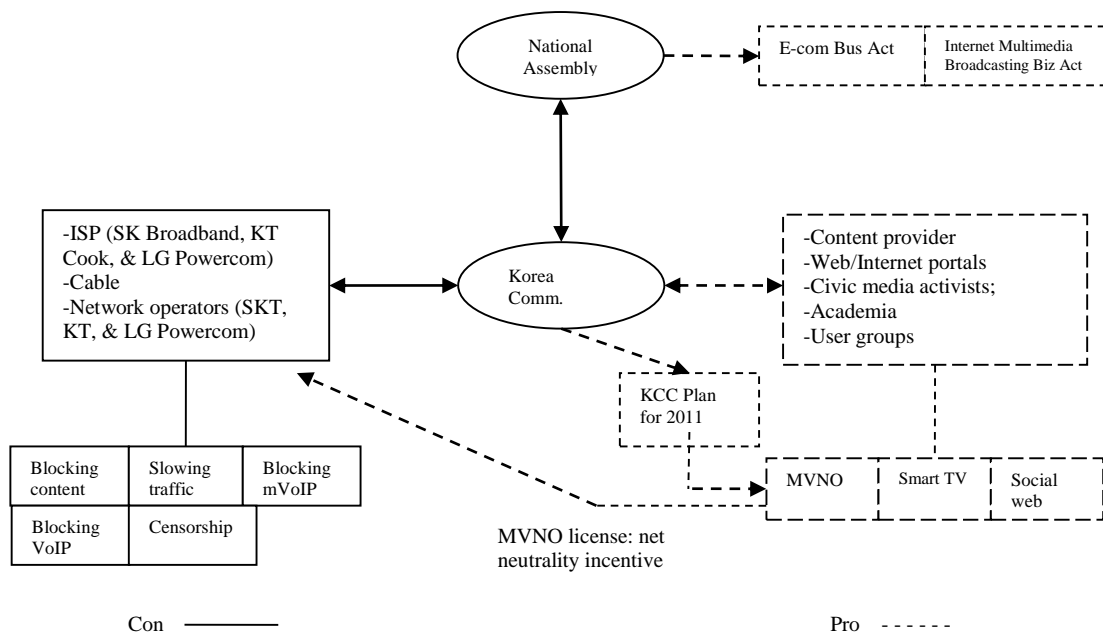 National
Assembly
E-com Bus Act
Internet Multimedia
Broadcasting Biz Act
-ISP (SK Broadband, KT
Cook, & LG Powercom)
-Cable
-Network operators (SKT,
KT, & LG Powercom)
Korea
Comm.
-Content provider
-Web/Internet portals
-Civic media activists;
-Academia
-User groups
KCC Plan
for 2011
Blocking
content
Slowing
traffic
Blocking
mVoIP
Blocking
VoIP
Censorship
MVNO
Smart TV
Social
web
MVNO license: net
neutrality incentive
Con
Pro